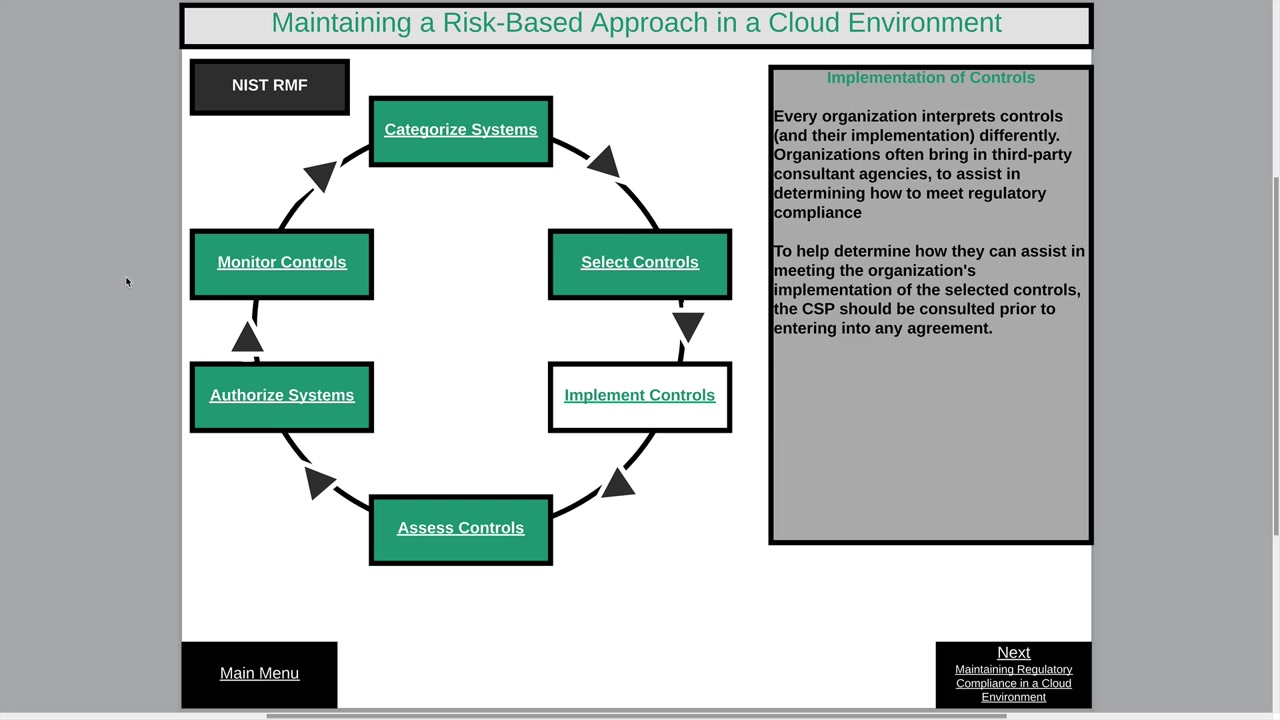 Maintaining a Risk-Based Approach in a Cloud Environment
NIST RMF
Categorize Systems
Monitor Controls
Select Controls
Authorize Systems
Implement Controls
Assess Controls
Implementation of Controls
Every organization interprets controls
(and their implementation) differently.
Organizations often bring in third-party
consultant agencies, to assist in
determining how to meet regulatory
compliance
To help determine how they can assist in
meeting the organization's
implementation of the selected controls,
the CSP should be consulted prior to
entering into any agreement.
Main Menu
Next
Maintaining Regulatory
Compliance in a Cloud
Environment